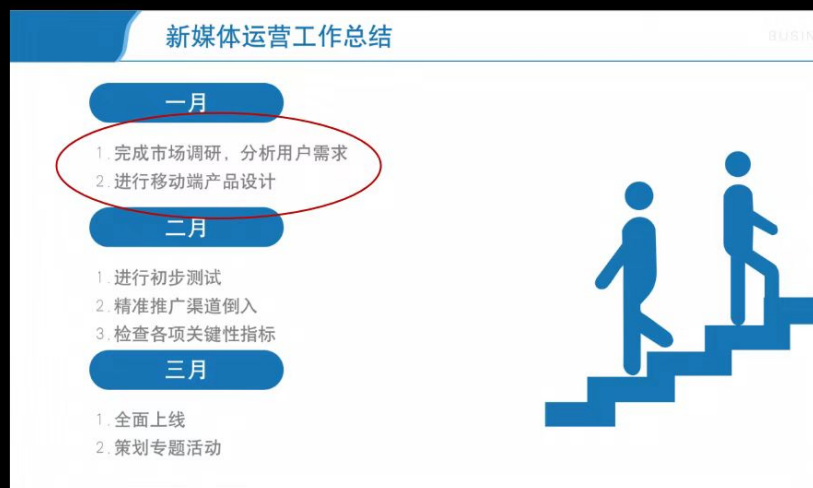 新媒体运营工作总结
BUSIN
一月
1.完成市场调研，分析用户需求
2.进行移动端产品设计
二月
1.进行初步测试
2.精准推广渠道倒入
3.检查各项关键性指标
三月
1.全面上线
2.策划专题活动